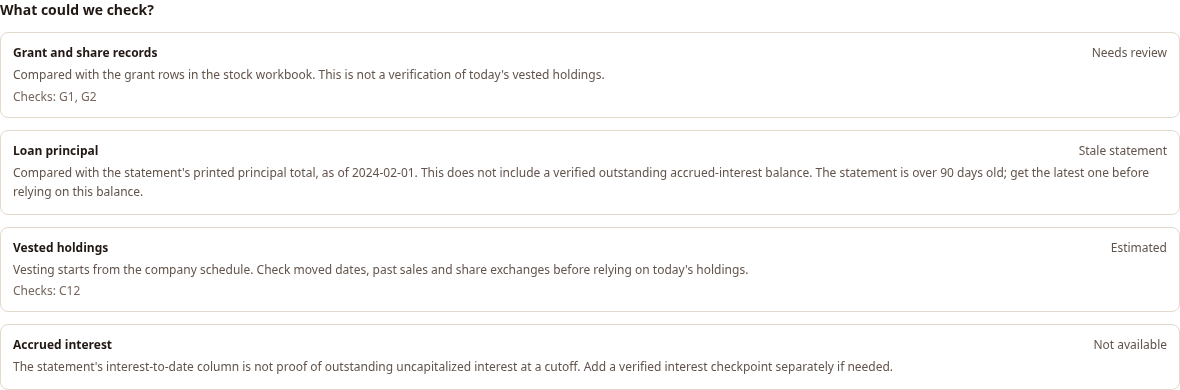 What could we check?
Grant and share records
Needs review
Compared with the grant rows in the stock workbook. This is not a verification of today's vested holdings.
Checks: G1, G2
Loan principal
Stale statement
Compared with the statement's printed principal total, as of 2024-02-01. This does not include a verified outstanding accrued-interest balance. The statement is over 90 days old; get the latest one before
relying on this balance.
Vested holdings
Estimated
Vesting starts from the company schedule. Check moved dates, past sales and share exchanges before relying on today's holdings.
Checks: C12
Accrued interest
Not available
The statement's interest-to-date column is not proof of outstanding uncapitalized interest at a cutoff. Add a verified interest checkpoint separately if needed.